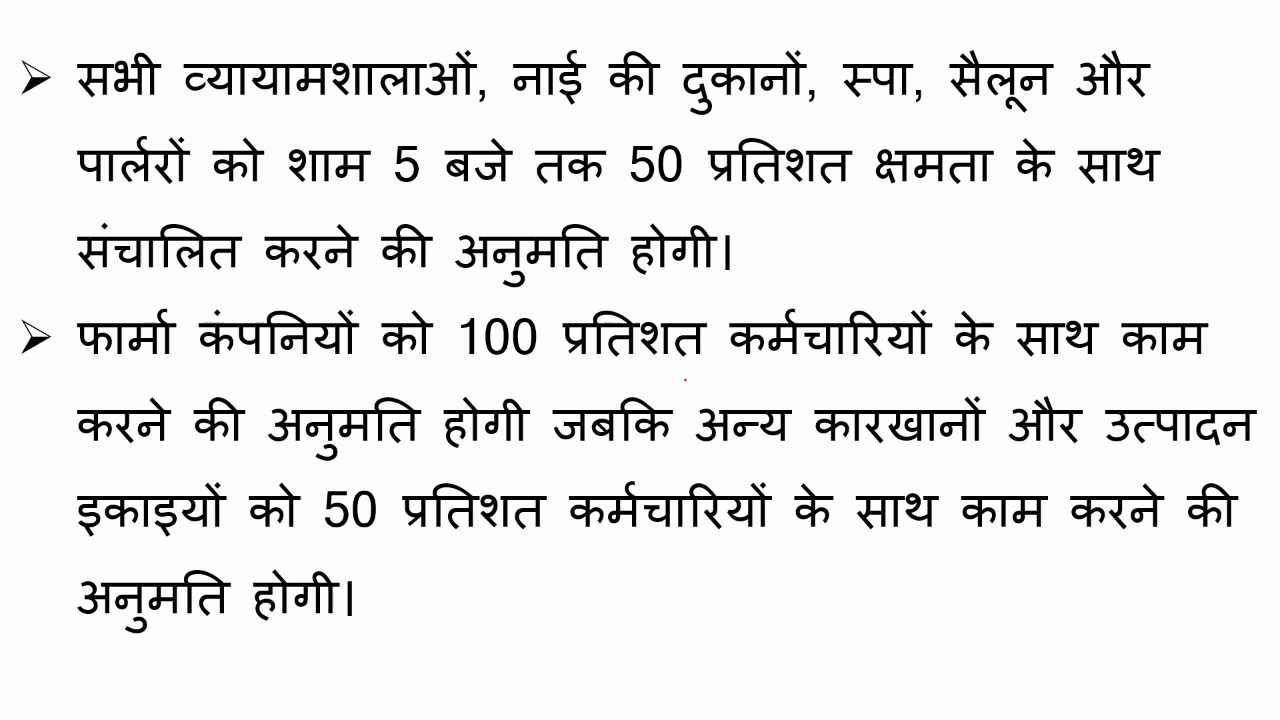 ➢ सभी व्यायामशालाओं, नाई की दुकानों, स्पा, सैलून और
पार्लरों को शाम 5 बजे तक 50 प्रतिशत क्षमता के साथ
संचालित करने की अनुमति होगी।
➢ फार्मा कंपनियों को 100 प्रतिशत कर्मचारियों के साथ काम
करने की अनुमति होगी जबकि अन्य कारखानों और उत्पादन
इकाइयों को 50 प्रतिशत कर्मचारियों के साथ काम करने की
अनुमति होगी।